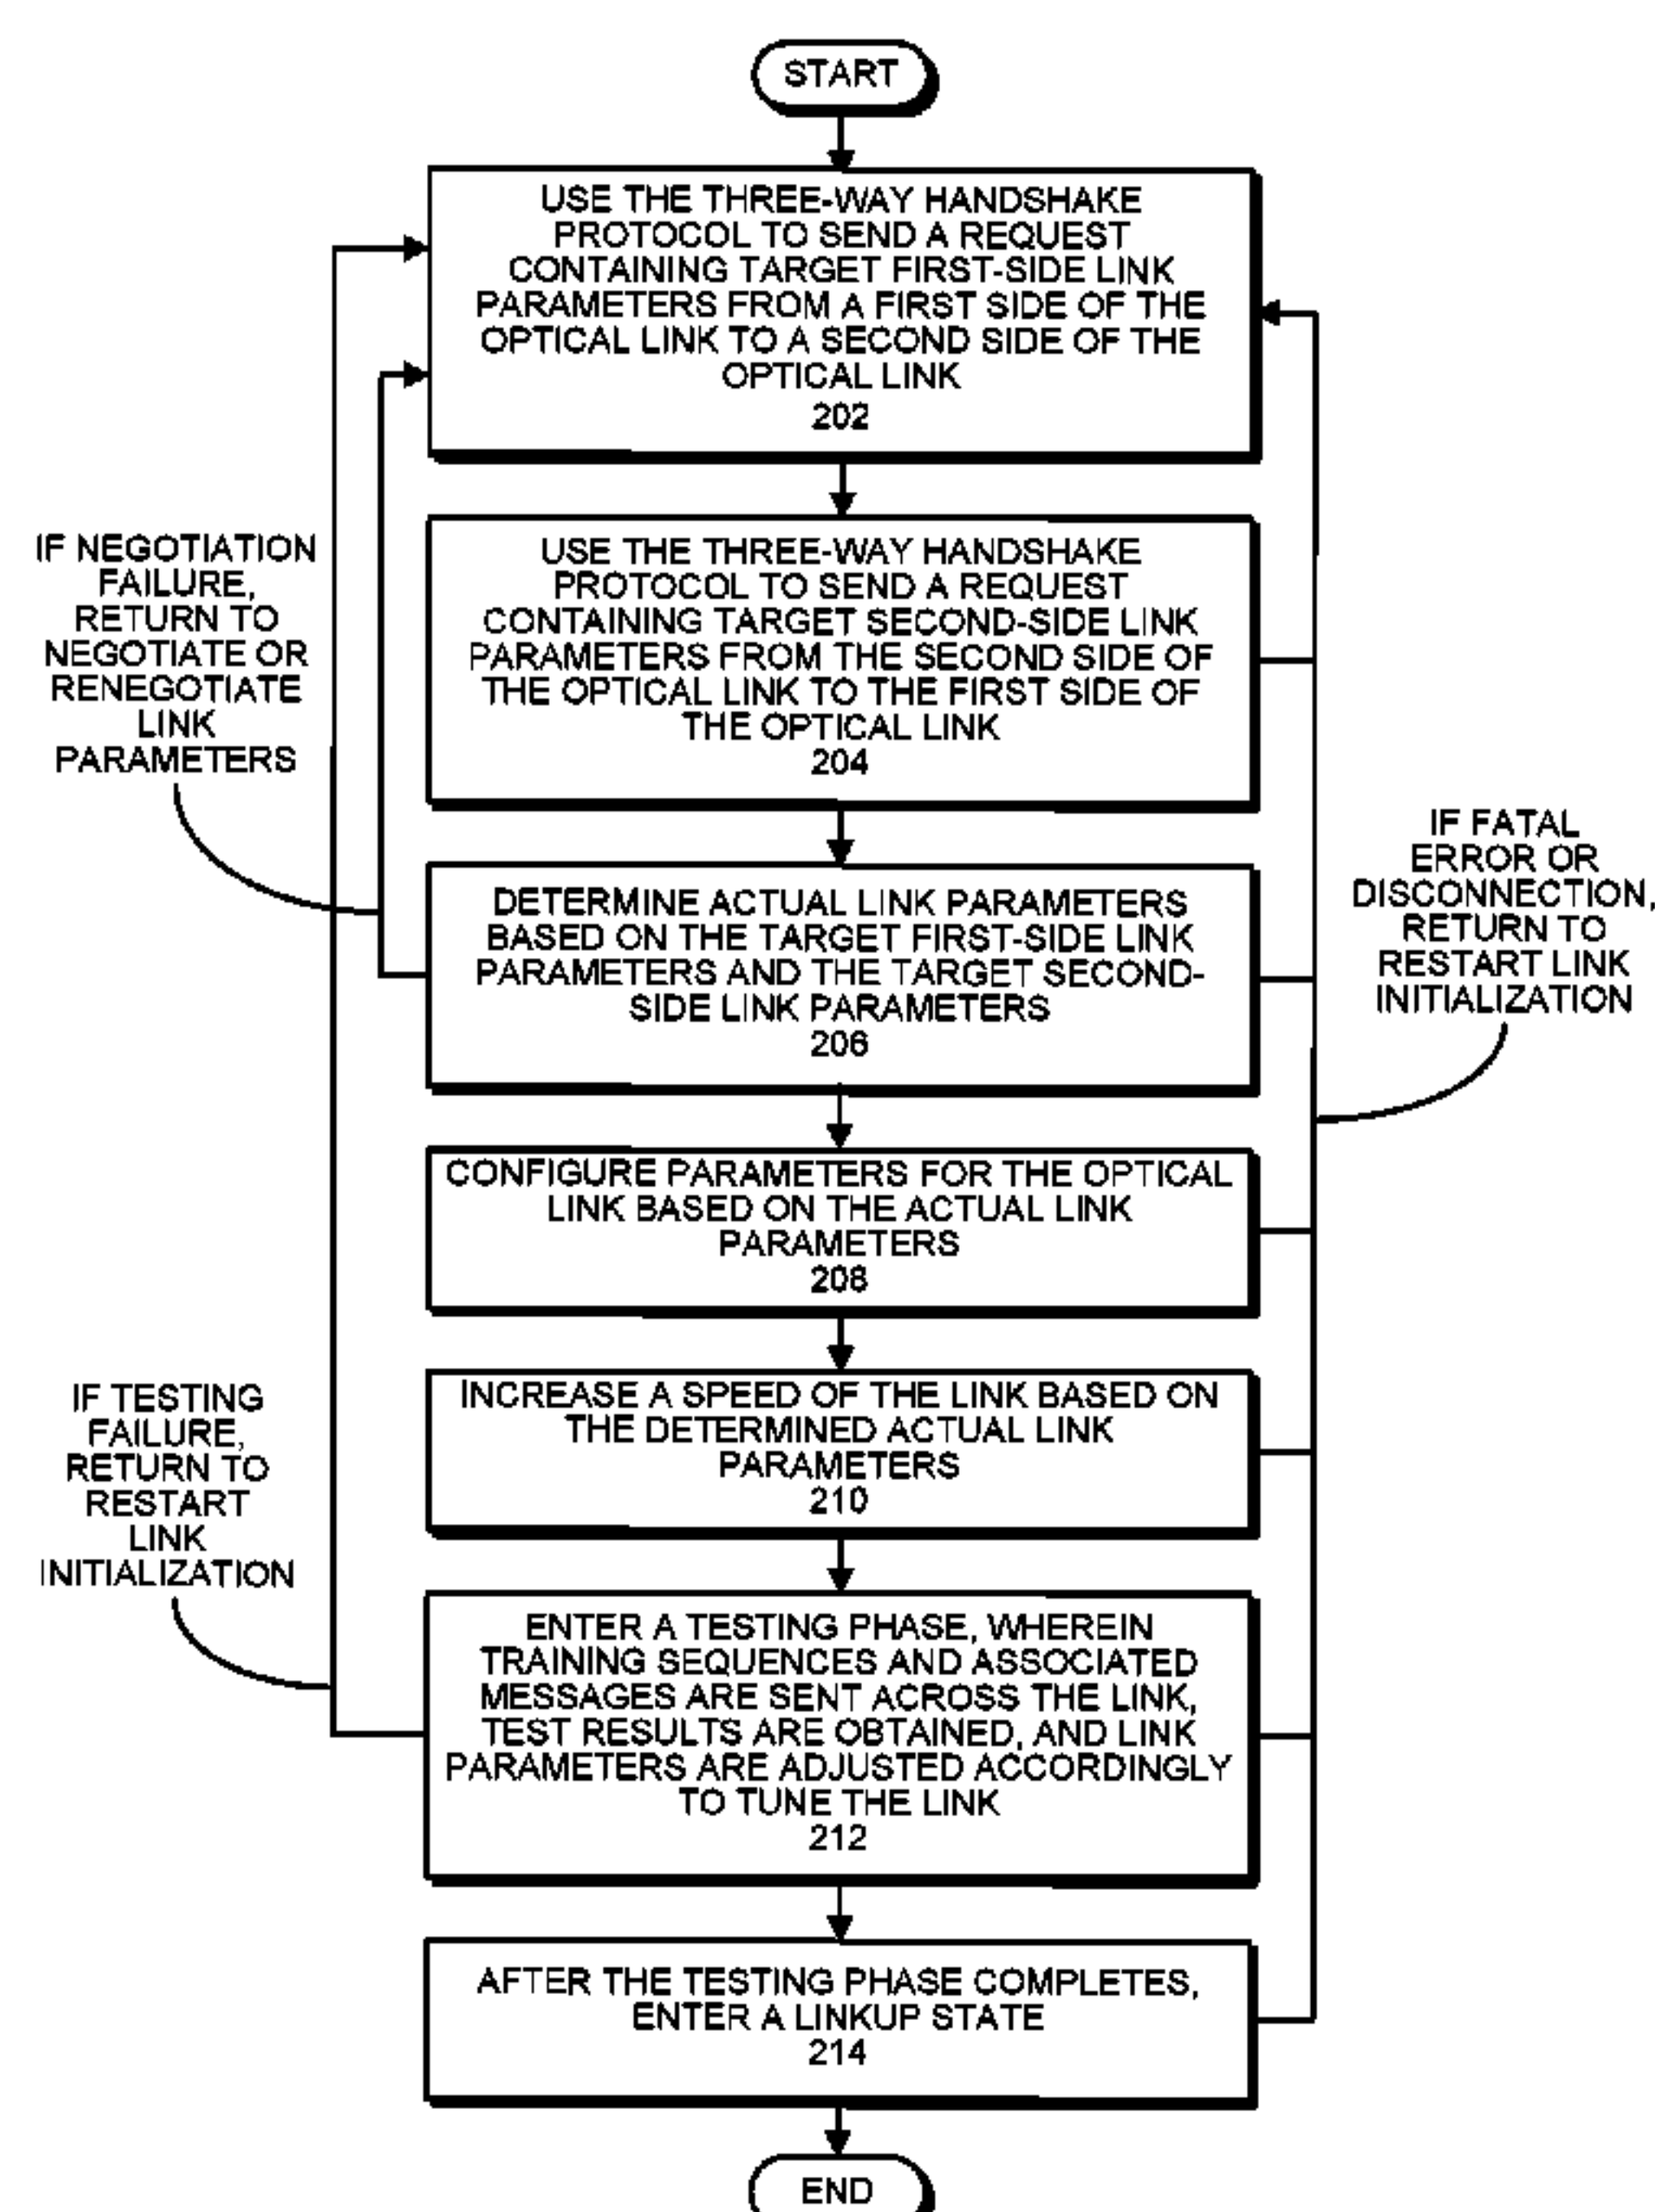 START
USE THE THREE-WAY HANDSHAKE
PROTOCOL TO SEND A REQUEST
CONTAINING TARGET FIRST-SIDE LINK
PARAMETERS FROM A FIRST SIDE OF THE
OPTICAL LINK TO A SECOND SIDE OF THE
OPTICAL LINK
202
USE THE THREE-WAY HANDSHAKE
PROTOCOL TO SEND A REQUEST
CONTAINING TARGET SECOND-SIDE LINK
PARAMETERS FROM THE SECOND SIDE OF
THE OPTICAL LINK TO THE FIRST SIDE OF
THE OPTICAL LINK
204
IF NEGOTIATION
FAILURE,
RETURN TO
NEGOTIATE OR
RENEGOTIATE
LINK
PARAMETERS
DETERMINE ACTUAL LINK PARAMETERS
BASED ON THE TARGET FIRST-SIDE LINK
PARAMETERS AND THE TARGET SECOND-
SIDE LINK PARAMETERS
206
IF FATAL
ERROR OR
DISCONNECTION,
RETURN TO
RESTART LINK
INITIALIZATION
CONFIGURE PARAMETERS FOR THE OPTICAL
LINK BASED ON THE ACTUAL LINK
PARAMETERS
208
INCREASE A SPEED OF THE LINK BASED ON
THE DETERMINED ACTUAL LINK
PARAMETERS
210
IF TESTING
FAILURE,
RETURN TO
RESTART
LINK
INITIALIZATION
ENTER A TESTING PHASE, WHEREIN
TRAINING SEQUENCES AND ASSOCIATED
MESSAGES ARE SENT ACROSS THE LINK,
TEST RESULTS ARE OBTAINED, AND LINK
PARAMETERS ARE ADJUSTED ACCORDINGLY
TO TUNE THE LINK
212
AFTER THE TESTING PHASE COMPLETES,
ENTER A LINKUP STATE
214
END